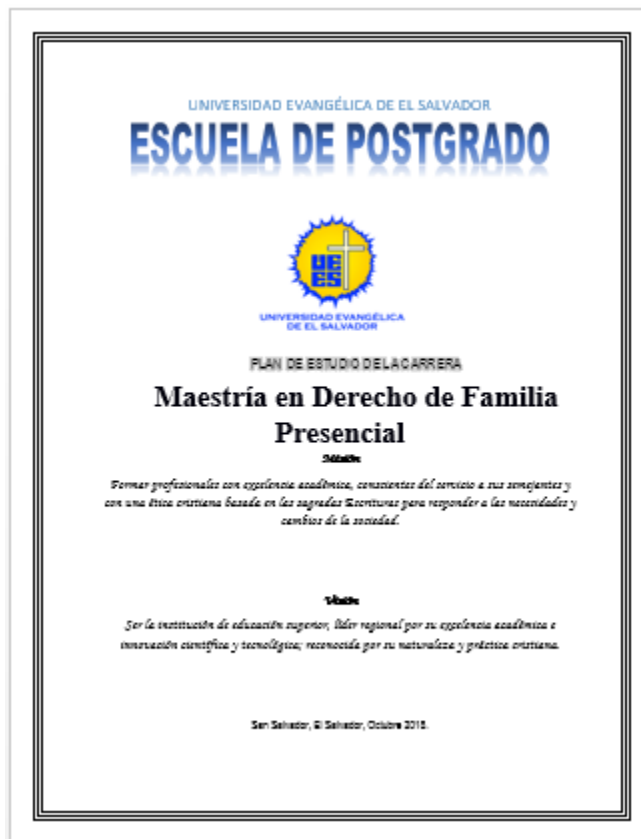 UNIVERSIDAD EVANGÉLICA DE EL SALVADOR
ESCUELA DE POSTGRADO
UE
ES
UNIVERSIDAD EVANGÉLICA
DE EL SALVADOR
PLAN DE ESTUDIO DE LA CARRERA
Maestría en Derecho de Familia
Presencial
Misión
Formar profesionales con excelencia académica, conscientes del servicio a sus semejantes y
con una ética cristiana basada en las sagradas Escrituras para responder a las necesidades y
cambios de la sociedad.
Visión
Ser la institución de educación superior, líder regional por su excelencia académica e
innovación científica y tecnológica; reconocida por su naturaleza y práctica cristiana.
San Salvador, El Salvador, Octubre